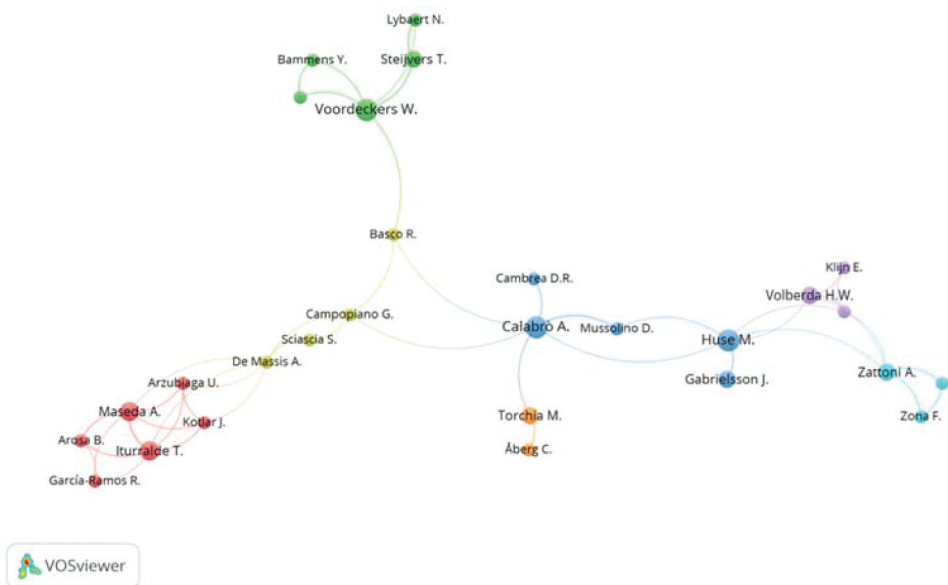 Lybaert N.
Bammens Y.
Steijvers T.
Voordeckers W.
Basco R.
Klijn E.
Cambrea D.R.
Volberda H.W.
Campopiano G.
Calabrò A.
Mussolino D.
Sciascia S.
Huse M.
De Massis A.
Zattoni A.
Arzubiaga U.
Gabrielsson J.
Maseda A.
Torchia M.
Zona F.
Kotlar J.
Arosa B.
Iturralde T.
Åberg C.
García-Ramos R.
VOSviewer